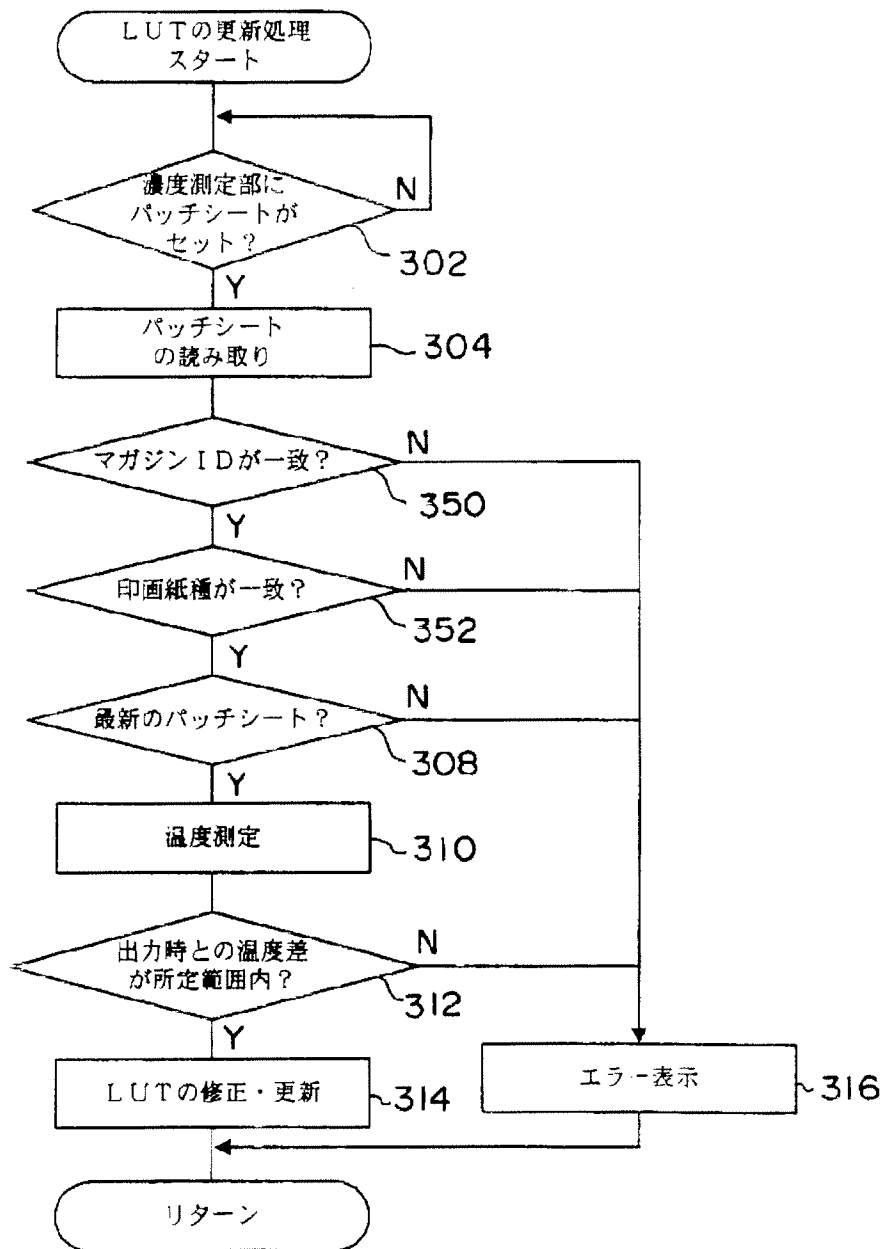 LUTの更新処理
スタート
濃度測定部に
パッチシートが
セット?
N
302
Y
パッチシート
の読み取り
304
マガジンIDが一致?
N
350
Y
印画紙種が一致?
N
352
Y
最新のパッチシート?
N
308
Y
温度測定
310
出力時との温度差
が所定範囲内?
N
312
Y
LUTの修正・更新
314
エラー表示
316
リターン